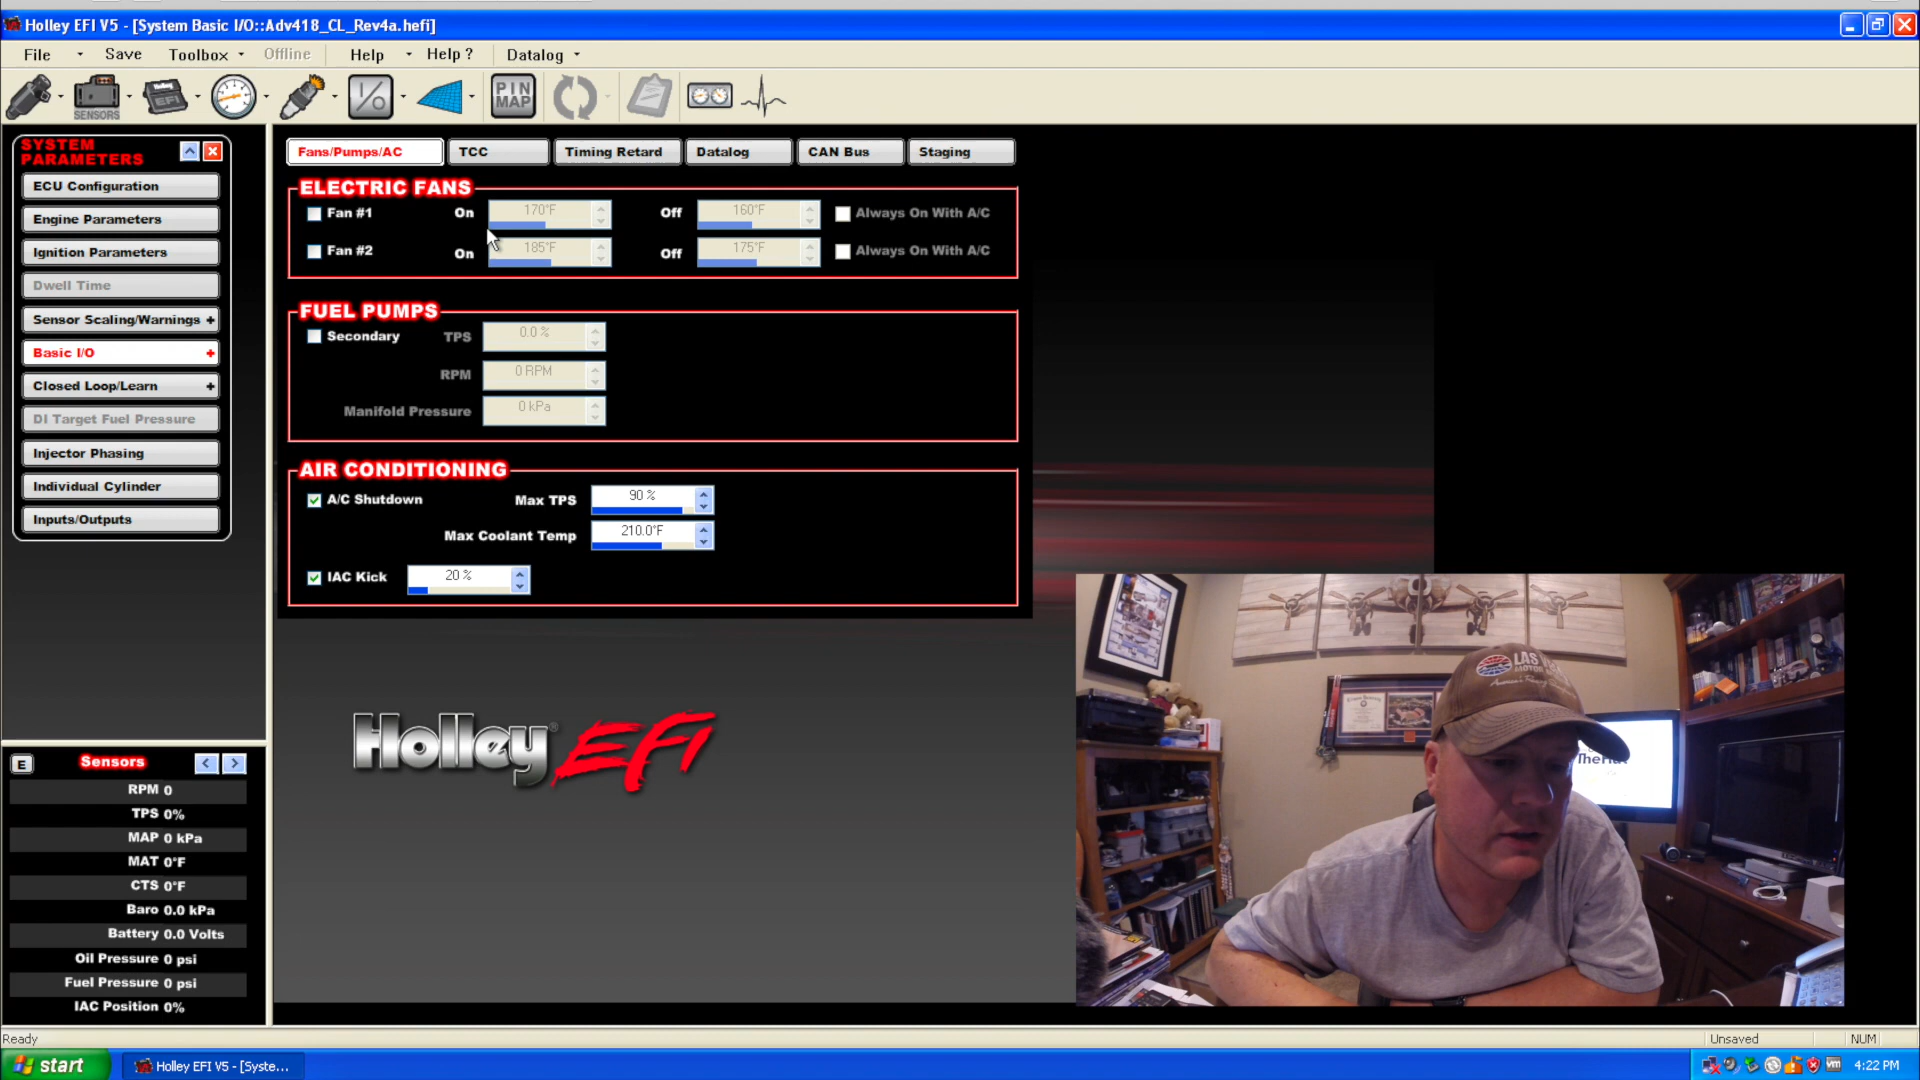 Holley EFI V5 - [System Basic I/O::Adv418_CL_Rev4a.hefi]
File Save Toolbox Offline Help Help ? Datalog
SENSORS
Holley EFI
I/O
PIN MAP
SYSTEM PARAMETERS
ECU Configuration
Engine Parameters
Ignition Parameters
Dwell Time
Sensor Scaling/Warnings +
Basic I/O +
Closed Loop/Learn +
DI Target Fuel Pressure
Injector Phasing
Individual Cylinder
Inputs/Outputs
Fans/Pumps/AC TCC Timing Retard Datalog CAN Bus Staging
ELECTRIC FANS
Fan #1 On 170°F Off 160°F Always On With A/C
Fan #2 On 185°F Off 175°F Always On With A/C
FUEL PUMPS
Secondary TPS 0.0 %
RPM 0 RPM
Manifold Pressure 0 kPa
AIR CONDITIONING
A/C Shutdown Max TPS 90 %
Max Coolant Temp 210.0°F
IAC Kick 20 %
Holley® EFI
E Sensors < >
RPM 0
TPS 0%
MAP 0 kPa
MAT 0°F
CTS 0°F
Baro 0.0 kPa
Battery 0.0 Volts
Oil Pressure 0 psi
Fuel Pressure 0 psi
IAC Position 0%
Ready Unsaved NUM
start Holley EFI V5 - [Syste... 4:22 PM